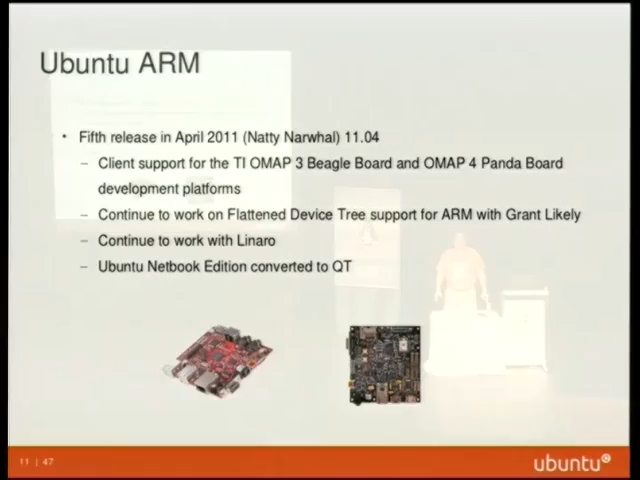 Ubuntu ARM
• Fifth release in April 2011 (Natty Narwhal) 11.04
– Client support for the TI OMAP 3 Beagle Board and OMAP 4 Panda Board
development platforms
– Continue to work on Flattened Device Tree support for ARM with Grant Likely
– Continue to work with Linaro
– Ubuntu Netbook Edition converted to QT
11 | 47
ubuntu